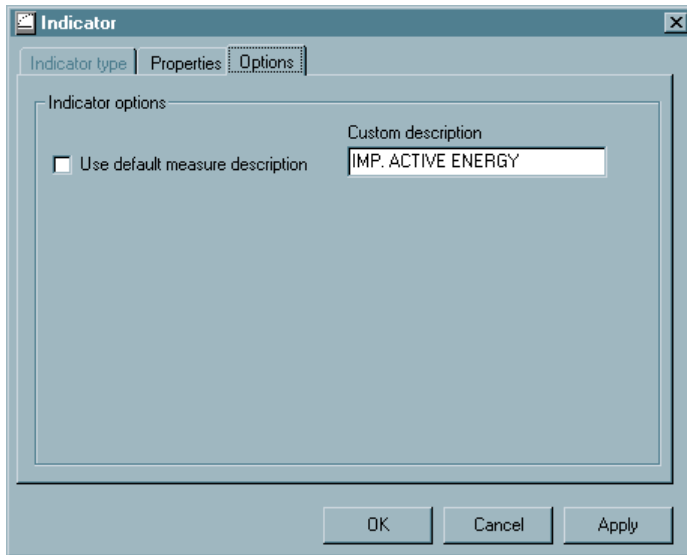 Indicator
Indicator type Properties Options
Indicator options
Custom description
Use default measure description IMP. ACTIVE ENERGY
OK Cancel Apply